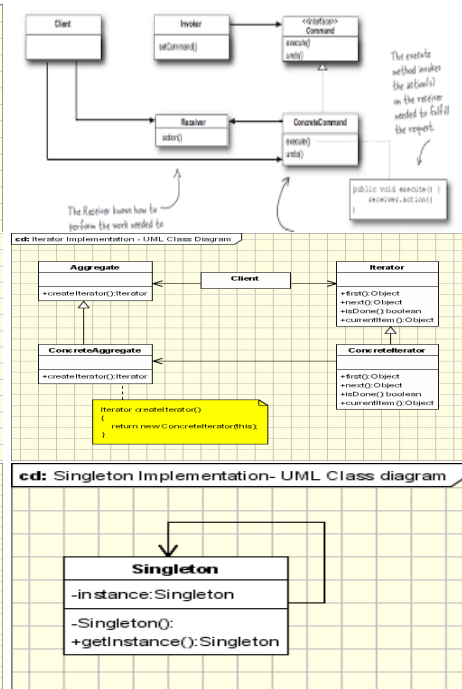 Client
Invoker
setCommand()
<<interface>>
Command
execute()
undo()
The execute
method invokes
the action(s)
on the receiver
needed to fulfill
the request.
Receiver
action()
ConcreteCommand
execute()
undo()
public void execute() {
receiver.action()
}
The Receiver knows how to
perform the work needed to
cd: Iterator Implementation - UML Class Diagram
Aggregate
+createIterator():Iterator
Client
Iterator
+first():Object
+next():Object
+isDone():boolean
+currentItem():Object
ConcreteAggregate
+createIterator():Iterator
ConcreteIterator
+first():Object
+next():Object
+isDone():boolean
+currentItem():Object
Iterator createIterator()
{
return new ConcreteIterator(this);
}
cd: Singleton Implementation- UML Class diagram
Singleton
-instance:Singleton
-Singleton():
+getInstance():Singleton